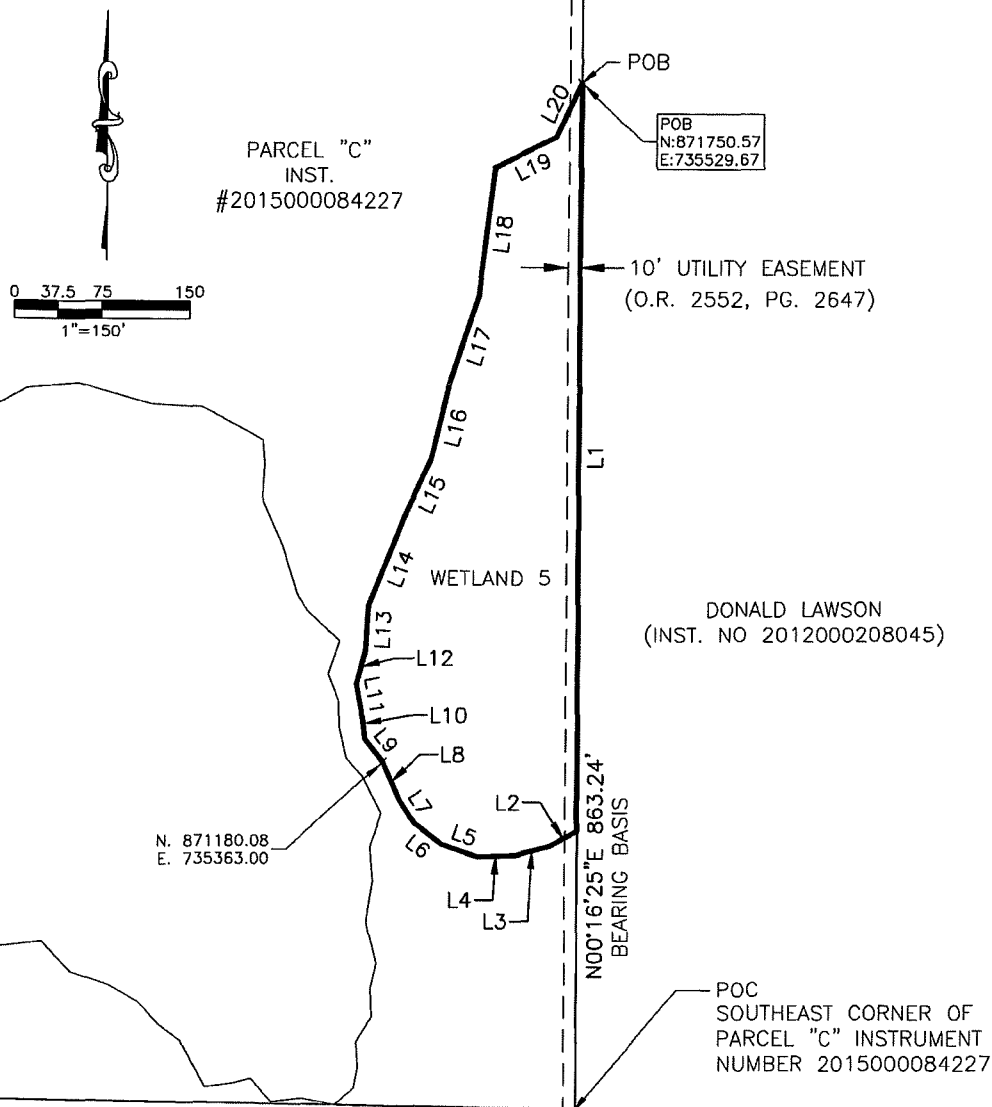 POB
POB
N:871750.57
E:735529.67
PARCEL "C"
INST.
#2015000084227
L20
L19
L18
10' UTILITY EASEMENT
(O.R. 2552, PG. 2647)
0 37.5 75 150
1"=150'
L17
L16
L1
L15
L14
WETLAND 5
DONALD LAWSON
(INST. NO 2012000208045)
L13
L12
L11
L10
L9
L8
L7
L2
L6
L5
N. 871180.08
E. 735363.00
L4
L3
N00°16'25"E 863.24'
BEARING BASIS
POC
SOUTHEAST CORNER OF
PARCEL "C" INSTRUMENT
NUMBER 2015000084227